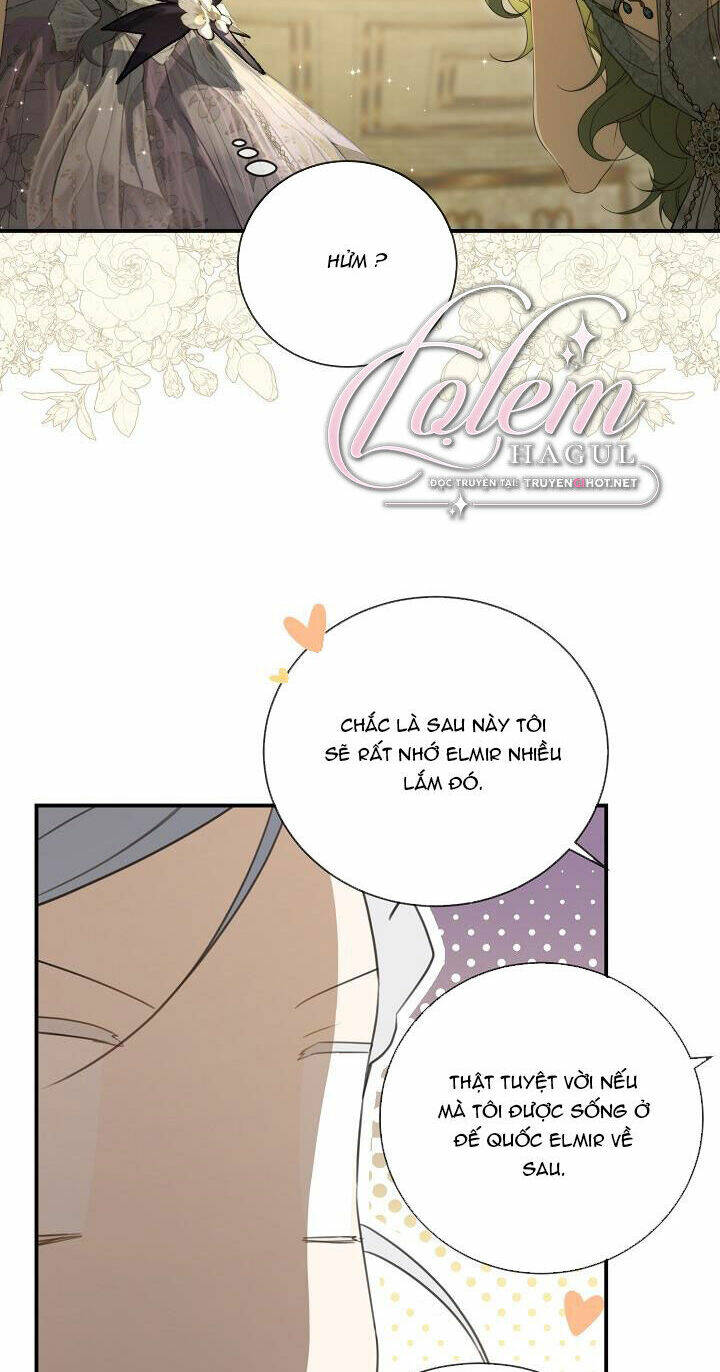 HỬM ?
Lọlem
HAGUL
ĐỌC TRUYỆN TẠI: TRUYENGIHOT.NET
CHẮC LÀ SAU NÀY TÔI
SẼ RẤT NHỚ ELMIR NHIỀU
LẮM ĐÓ.
THẬT TUYỆT VỜI NẾU
MÀ TÔI ĐƯỢC SỐNG Ở
ĐẾ QUỐC ELMIR VỀ
SAU.